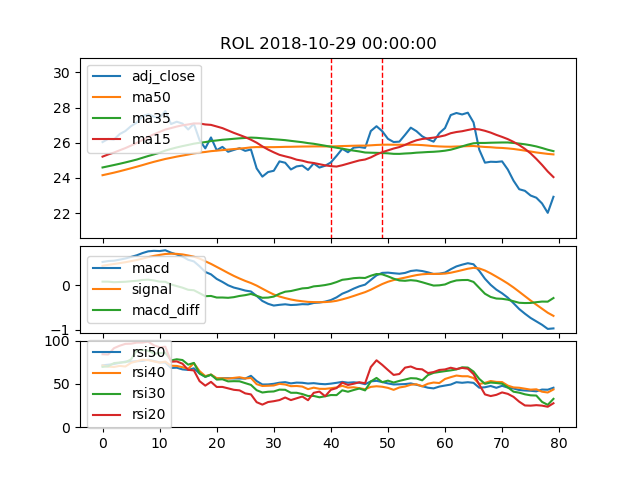 ROL 2018-10-29 00:00:00
30
28
26
24
22
adj_close
ma50
ma35
ma15
0
−1
macd
signal
macd_diff
100
50
0
rsi50
rsi40
rsi30
rsi20
0 10 20 30 40 50 60 70 80